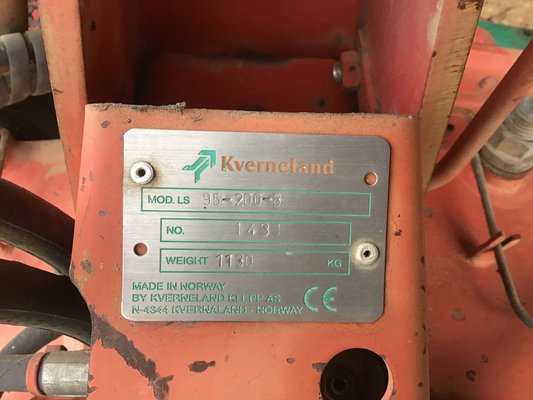 Kverneland
MOD. LS 95-200-8
NO. 1431
WEIGHT 1130 KG
MADE IN NORWAY
BY KVERNELAND KLEPP AS
N-4344 KVERNALAND - NORWAY
CE